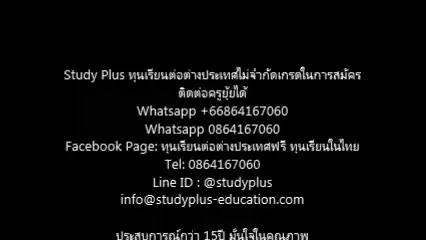 Study Plus ทุนเรียนต่อต่างประเทศไม่จำกัดเกรดในการสมัคร
ติดต่อครูยุ้ยได้
Whatsapp +66864167060
Whatsapp 0864167060
Facebook Page: ทุนเรียนต่อต่างประเทศฟรี ทุนเรียนในไทย
Tel: 0864167060
Line ID : @studyplus
info@studyplus-education.com
ประสบการณ์กว่า 15ปี มั่นใจในคุณภาพ